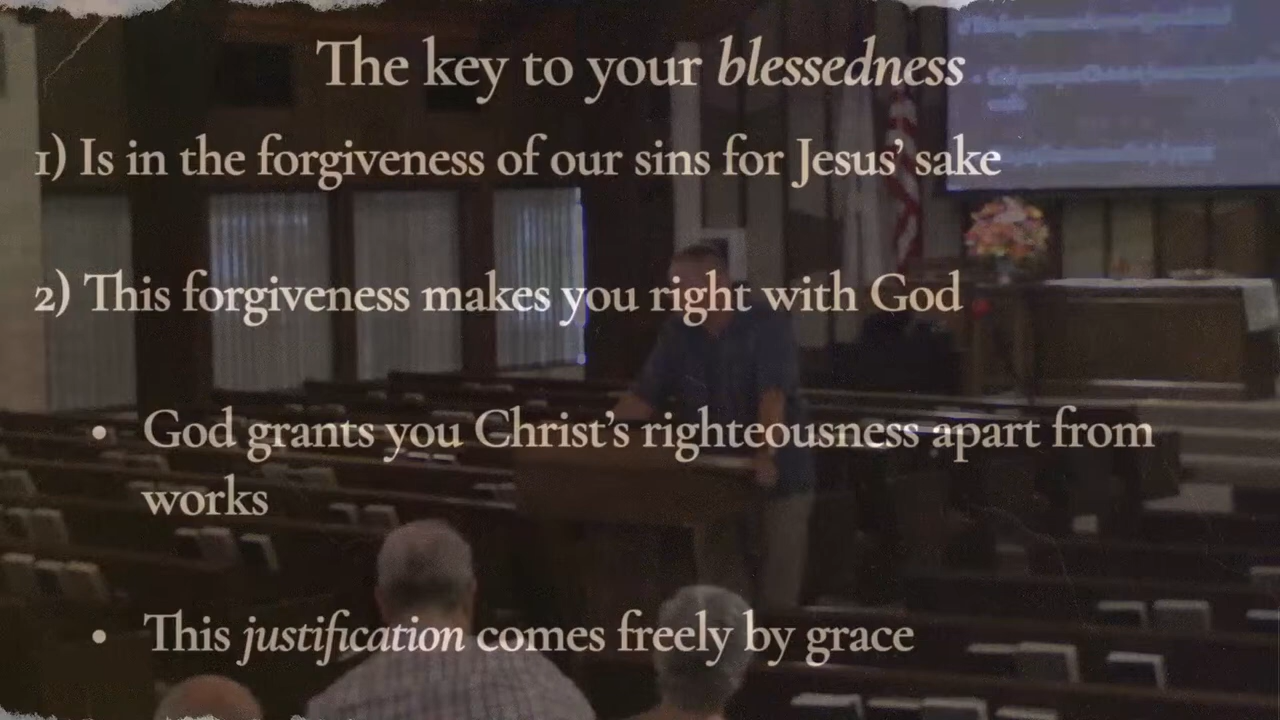 The key to your blessedness
1) Is in the forgiveness of our sins for Jesus’ sake
2) This forgiveness makes you right with God
• God grants you Christ’s righteousness apart from
works
• This justification comes freely by grace